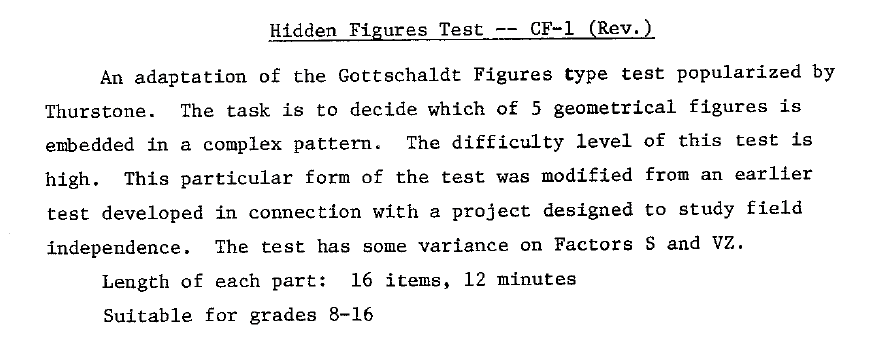 Hidden Figures Test -- CF-1 (Rev.)
An adaptation of the Gottschaldt Figures type test popularized by
Thurstone. The task is to decide which of 5 geometrical figures is
embedded in a complex pattern. The difficulty level of this test is
high. This particular form of the test was modified from an earlier
test developed in connection with a project designed to study field
independence. The test has some variance on Factors S and VZ.
Length of each part: 16 items, 12 minutes
Suitable for grades 8-16